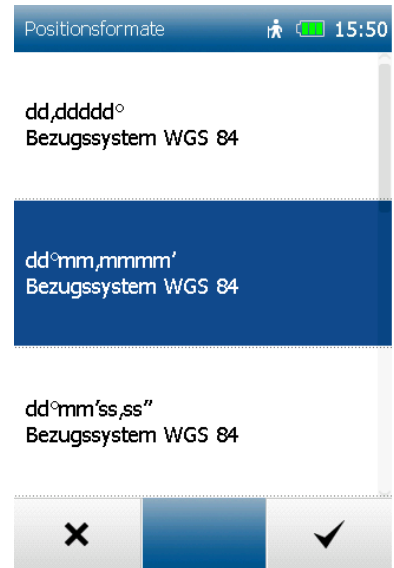 Positionsformate 15:50
dd,ddddd°
Bezugssystem WGS 84
dd°mm,mmmm'
Bezugssystem WGS 84
dd°mm'ss,ss"
Bezugssystem WGS 84